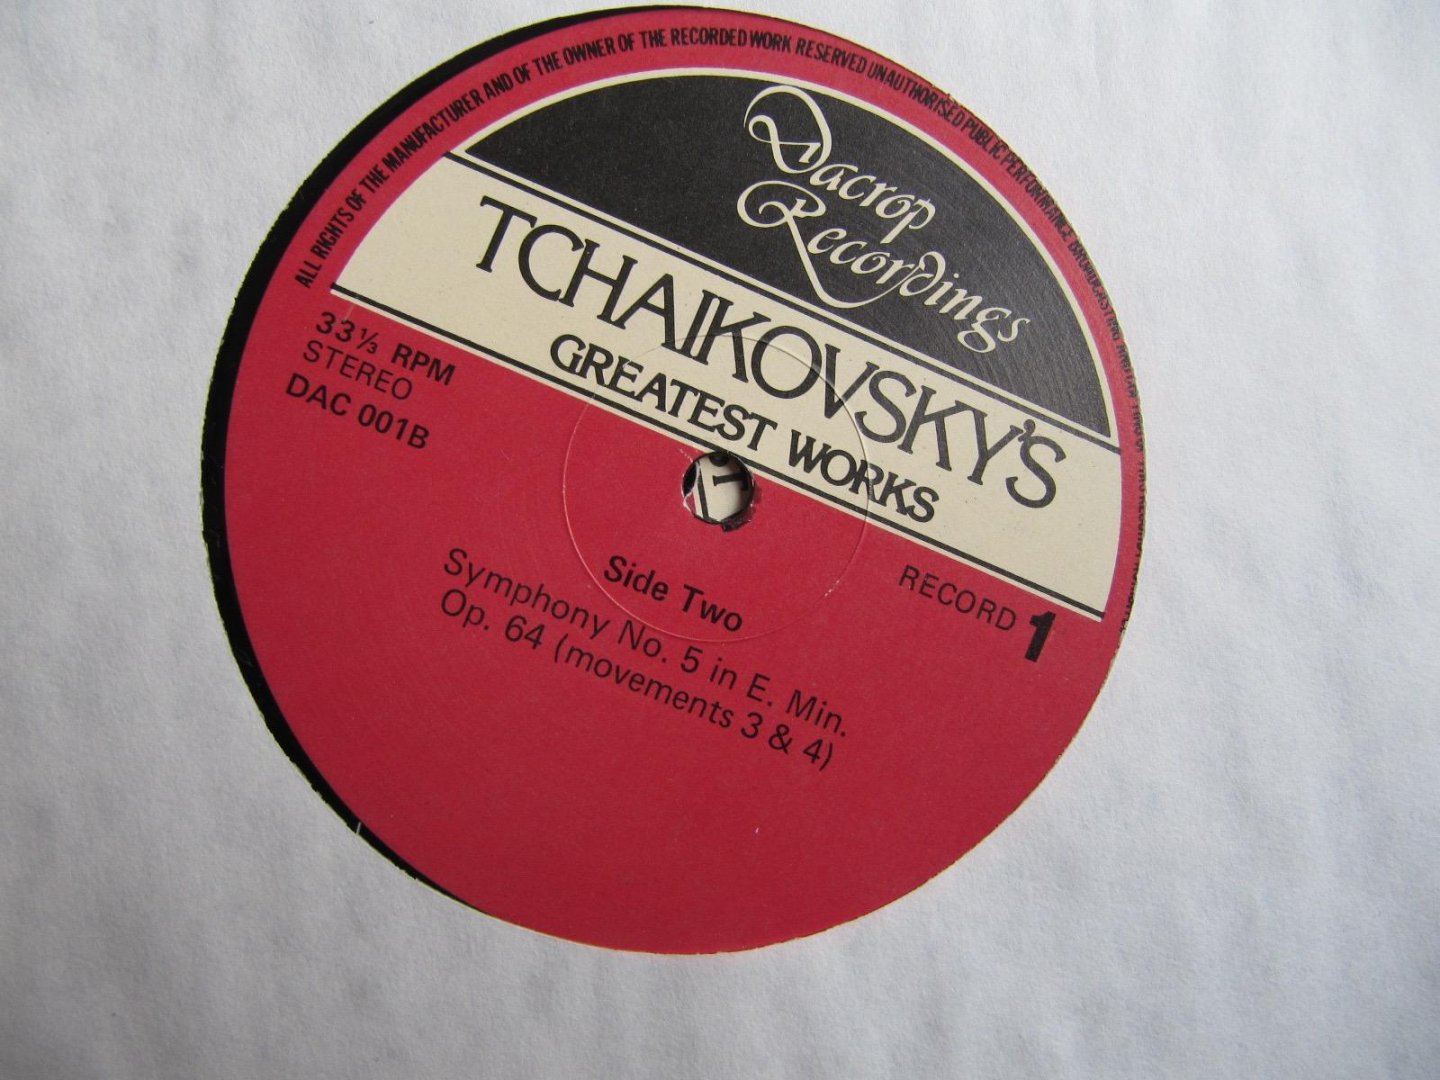 ALL RIGHTS OF THE MANUFACTURER AND OF THE OWNER OF THE RECORDED WORK RESERVED UNAUTHORISED PUBLIC PERFORMANCE BROADCASTING
Dacrop
Recordings
TCHAIKOVSKY'S
GREATEST WORKS
33⅓ RPM
STEREO
DAC 001B
RECORD 1
Side Two
Symphony No. 5 in E. Min.
Op. 64 (movements 3 & 4)